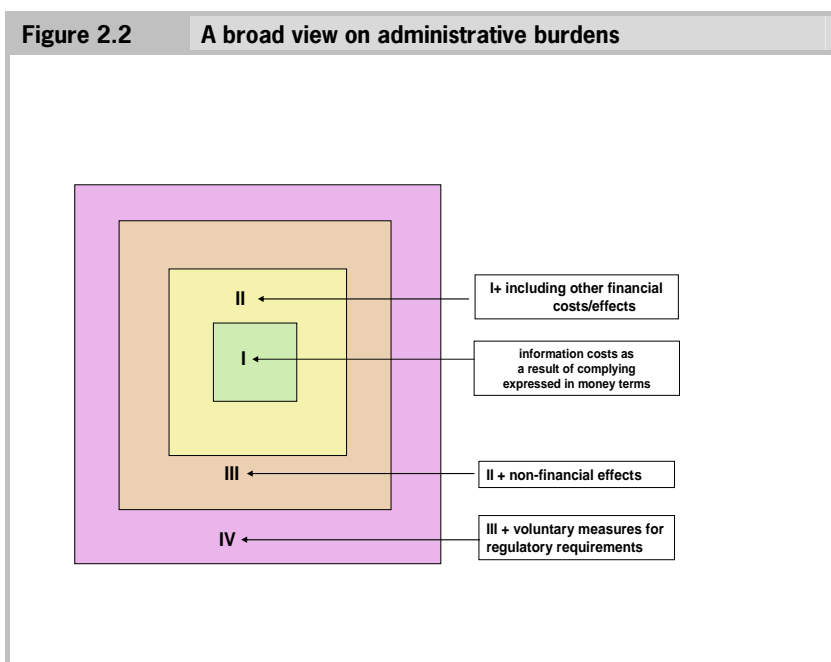 Figure 2.2 A broad view on administrative burdens
II
I+ including other financial
costs/effects
I
information costs as
a result of complying
expressed in money terms
III
II + non-financial effects
IV
III + voluntary measures for
regulatory requirements